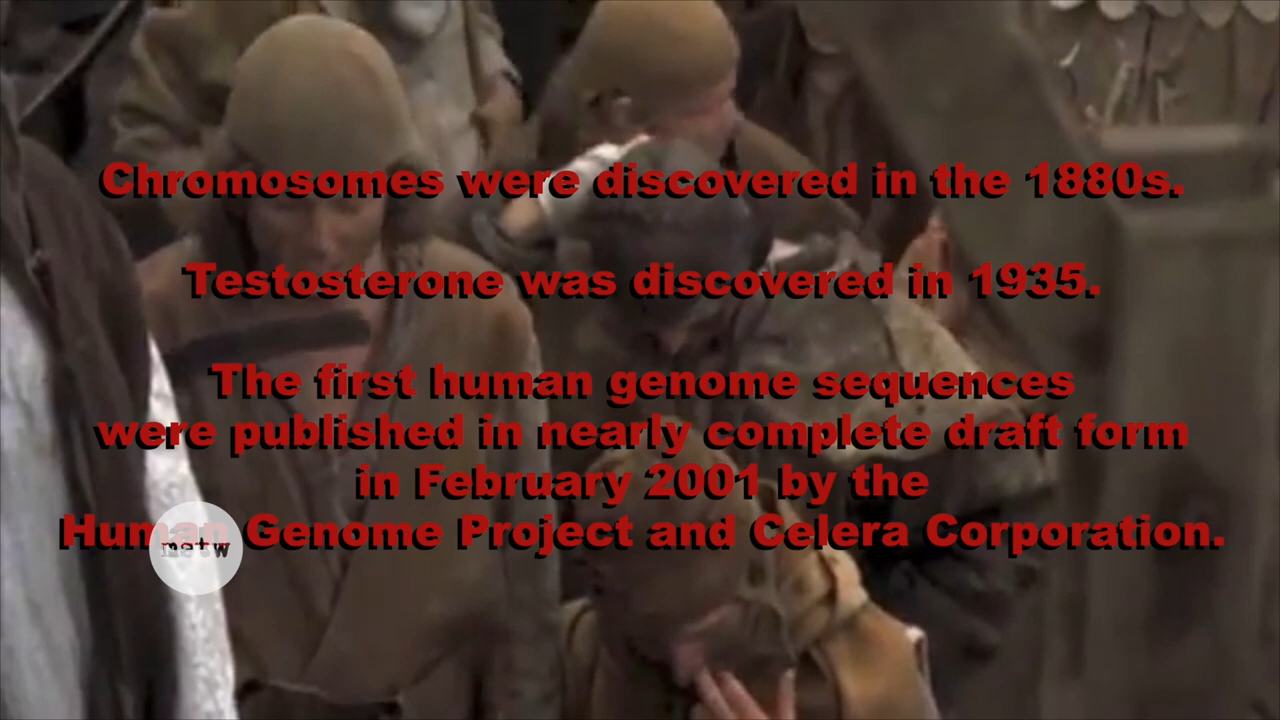 Chromosomes were discovered in the 1880s.
Testosterone was discovered in 1935.
The first human genome sequences
were published in nearly complete draft form
in February 2001 by the
Human Genome Project and Celera Corporation.
metw